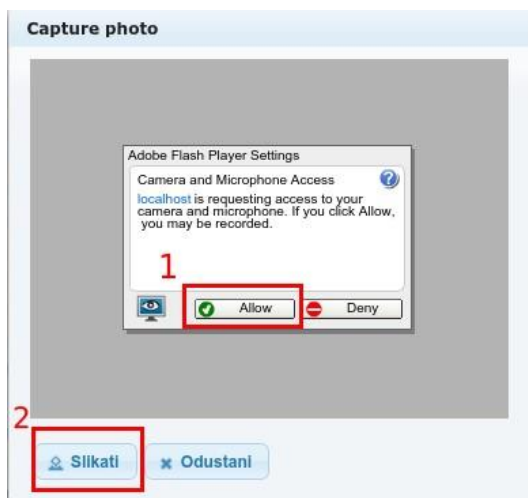 Capture photo
Adobe Flash Player Settings
Camera and Microphone Access
localhost is requesting access to your
camera and microphone. If you click Allow,
you may be recorded.
1
Allow
Deny
2
Slikati
Odustani